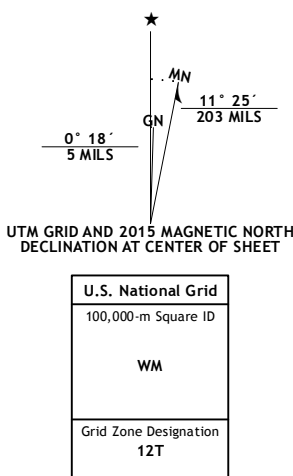 ★
MN
GN
11° 25´
203 MILS
0° 18´
5 MILS
UTM GRID AND 2015 MAGNETIC NORTH
DECLINATION AT CENTER OF SHEET
U.S. National Grid
100,000-m Square ID
WM
Grid Zone Designation
12T